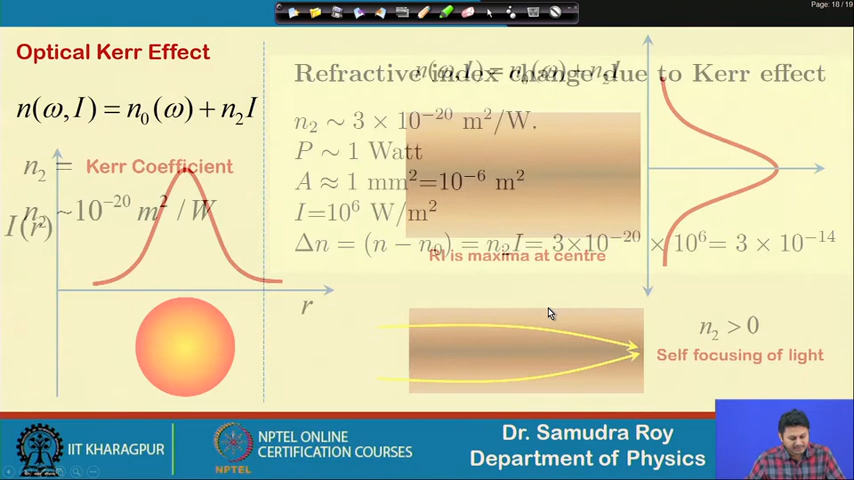 Page: 18 / 19
Optical Kerr Effect
n(ω, I) = n₀(ω) + n₂I
n₂ = Kerr Coefficient
n₂ ~10⁻²⁰ m² / W
I(r)
r
n(ω, I) = n₀(ω) + n₂I
Refractive index change due to Kerr effect
n₂ ∼ 3 × 10⁻²⁰ m²/W.
P ∼ 1 Watt
A ≈ 1 mm²=10⁻⁶ m²
I=10⁶ W/m²
Δn = (n − n₀) = n₂I= 3×10⁻²⁰ × 10⁶= 3 × 10⁻¹⁴
RI is maxima at centre
n₂ > 0
Self focusing of light
IIT KHARAGPUR
NPTEL
NPTEL ONLINE
CERTIFICATION COURSES
Dr. Samudra Roy
Department of Physics